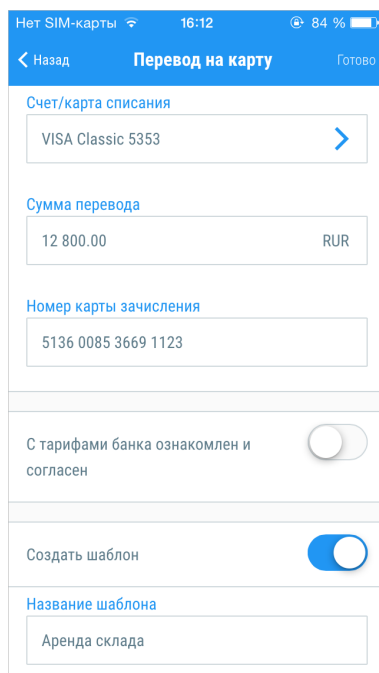 Нет SIM-карты 16:12 84 %
Назад Перевод на карту Готово
Счет/карта списания
VISA Classic 5353
Сумма перевода
12 800.00 RUR
Номер карты зачисления
5136 0085 3669 1123
С тарифами банка ознакомлен и
согласен
Создать шаблон
Название шаблона
Аренда склада